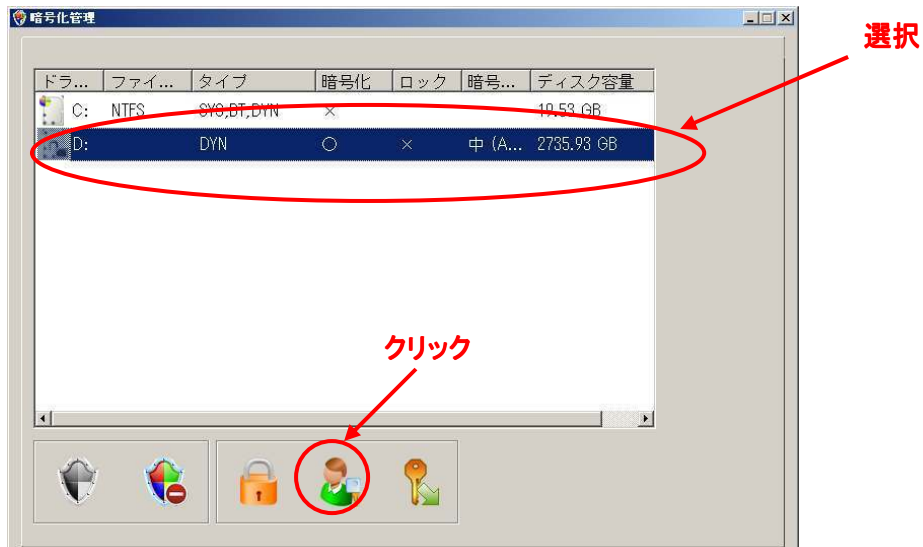 暗号化管理
選択
ドラ... ファイ... タイプ 暗号化 ロック 暗号... ディスク容量
C: NTFS SYS,BT,DYN × 19.53 GB
D: DYN ○ × 中 (A... 2735.93 GB
クリック